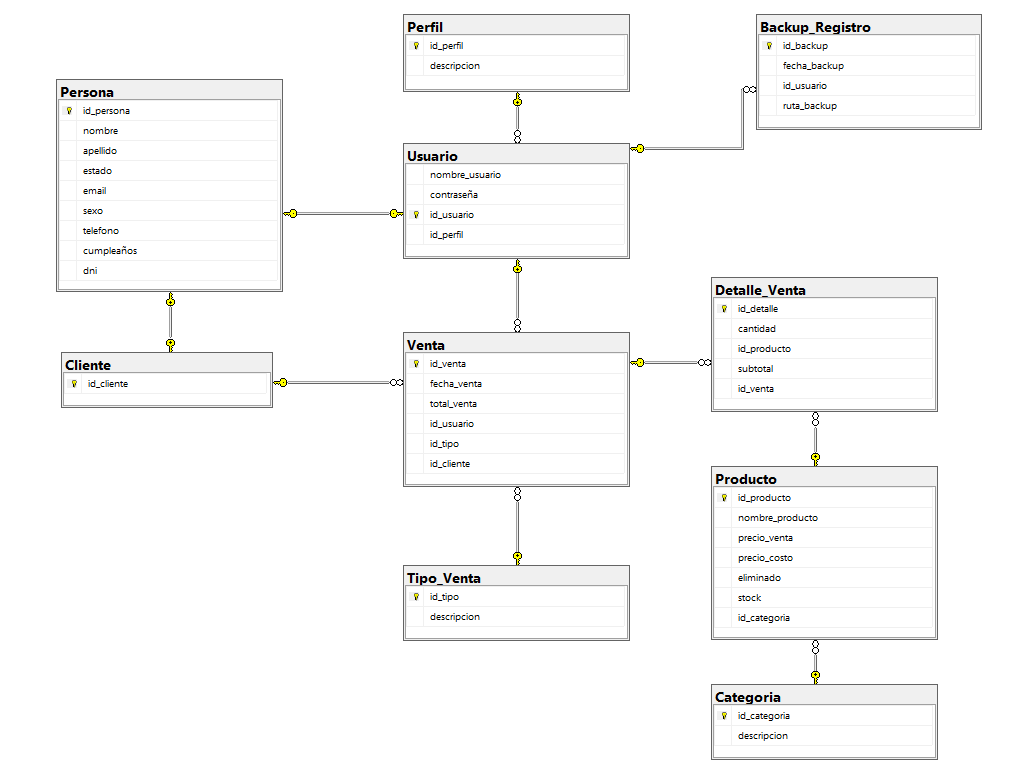 Perfil
id_perfil
descripcion
Backup_Registro
id_backup
fecha_backup
id_usuario
ruta_backup
Persona
id_persona
nombre
apellido
estado
email
sexo
telefono
cumpleaños
dni
Usuario
nombre_usuario
contraseña
id_usuario
id_perfil
Detalle_Venta
id_detalle
cantidad
id_producto
subtotal
id_venta
Venta
id_venta
fecha_venta
total_venta
id_usuario
id_tipo
id_cliente
Cliente
id_cliente
Producto
id_producto
nombre_producto
precio_venta
precio_costo
eliminado
stock
id_categoria
Tipo_Venta
id_tipo
descripcion
Categoria
id_categoria
descripcion